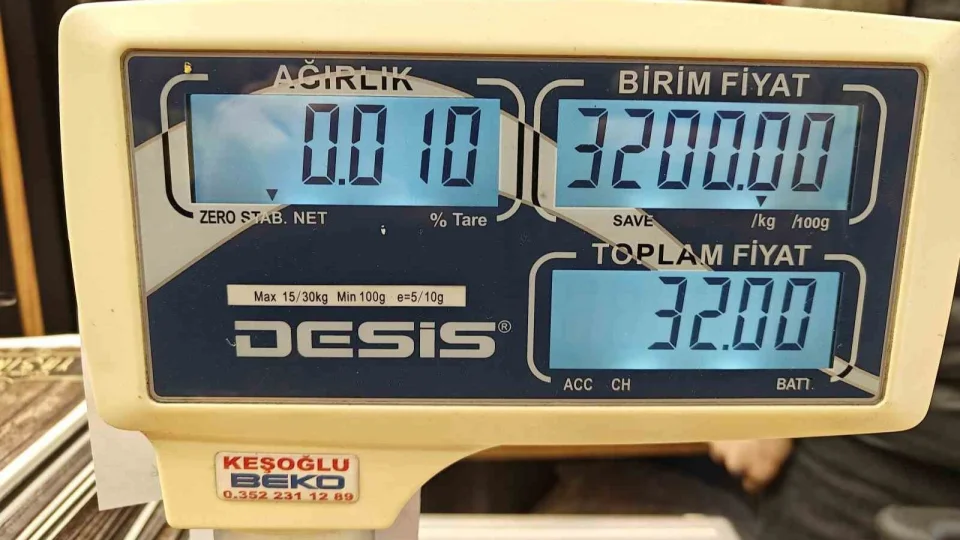 AĞIRLIK
BİRİM FİYAT
0.010
3200.00
ZERO STAB. NET
% Tare
SAVE
/kg /100g
TOPLAM FİYAT
Max 15/30kg Min 100g e=5/10g
32.00
DESİS®
ACC CH
BATT.
KEŞOĞLU
BEKO
0.352 231 12 89